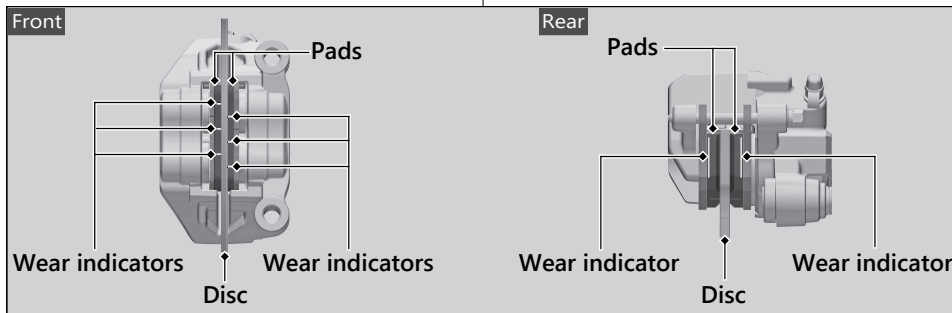 Front
Pads
Wear indicators
Wear indicators
Disc
Rear
Pads
Wear indicator
Wear indicator
Disc